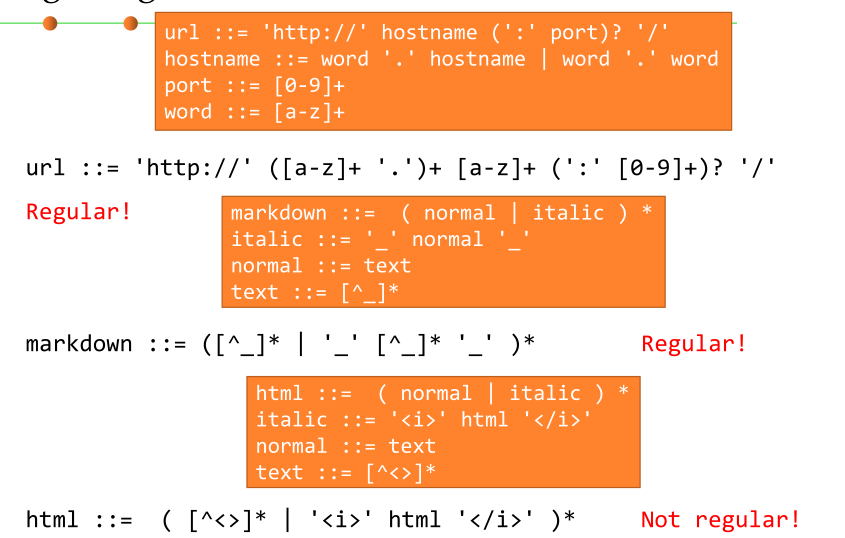 url ::= 'http://' hostname (':' port)? '/'
hostname ::= word '.' hostname | word '.' word
port ::= [0-9]+
word ::= [a-z]+
url ::= 'http://' ([a-z]+ '.')+ [a-z]+ (':' [0-9]+)? '/'
Regular!
markdown ::=  ( normal | italic ) *
italic ::= '_' normal '_'
normal ::= text
text ::= [^_]*
markdown ::= ([^_]* | '_' [^_]* '_' )* Regular!
html ::=  ( normal | italic ) *
italic ::= '<i>' html '</i>'
normal ::= text
text ::= [^<>]*
html ::=  ( [^<>]* | '<i>' html '</i>' )* Not regular!